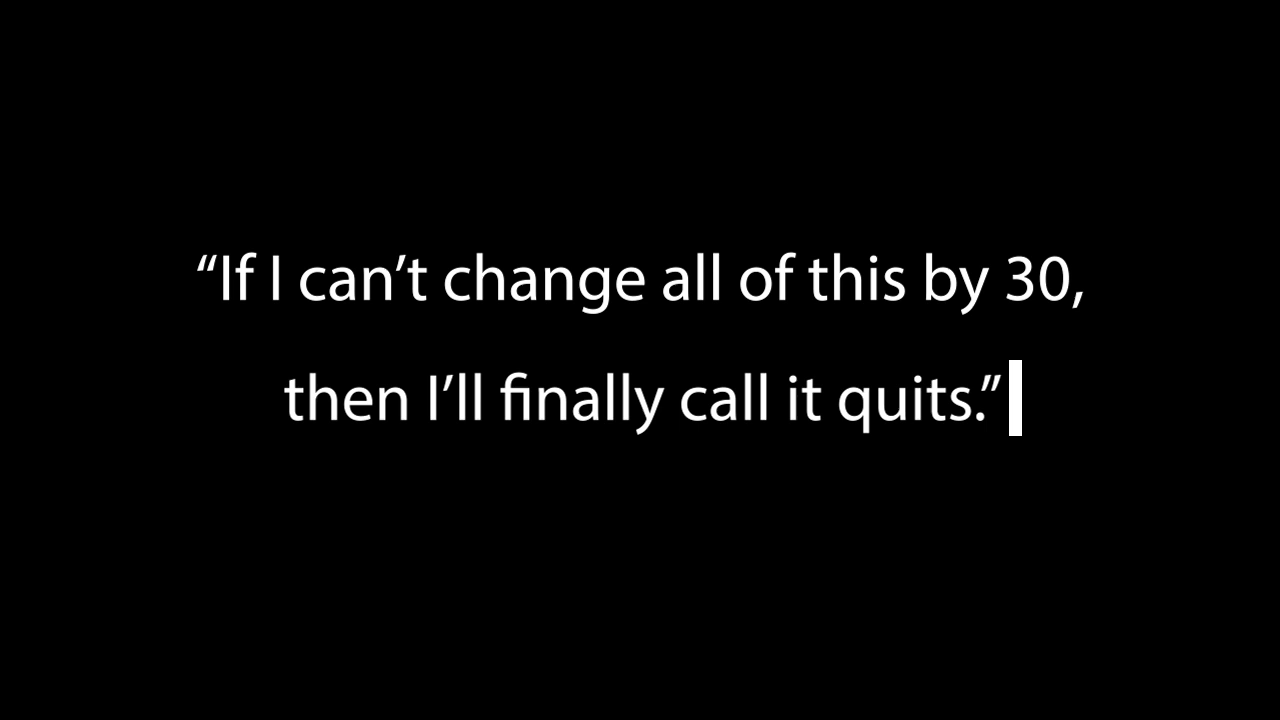 “If I can’t change all of this by 30,
then I’ll finally call it quits.”